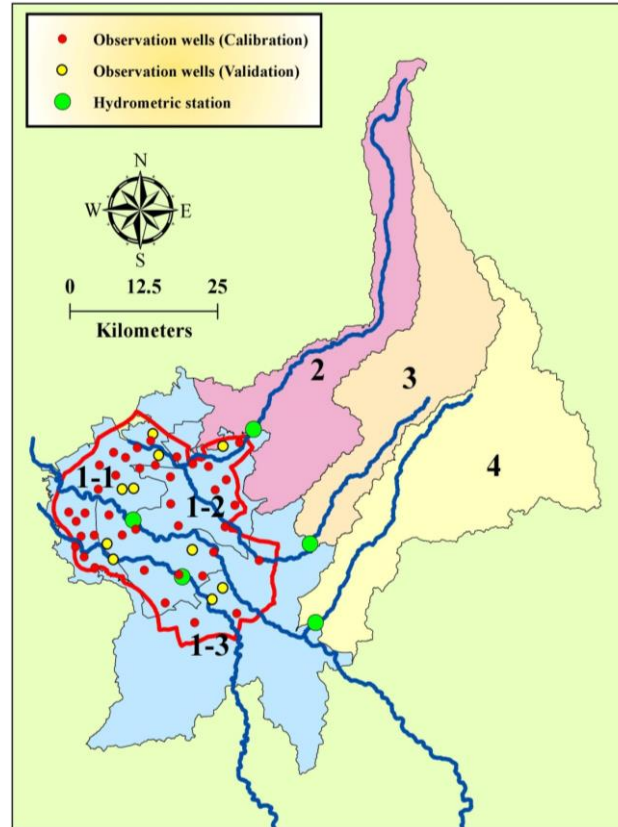 Observation wells (Calibration)
Observation wells (Validation)
Hydrometric station
N
W E
S
0 12.5 25
Kilometers
2
3
4
1-1
1-2
1-3